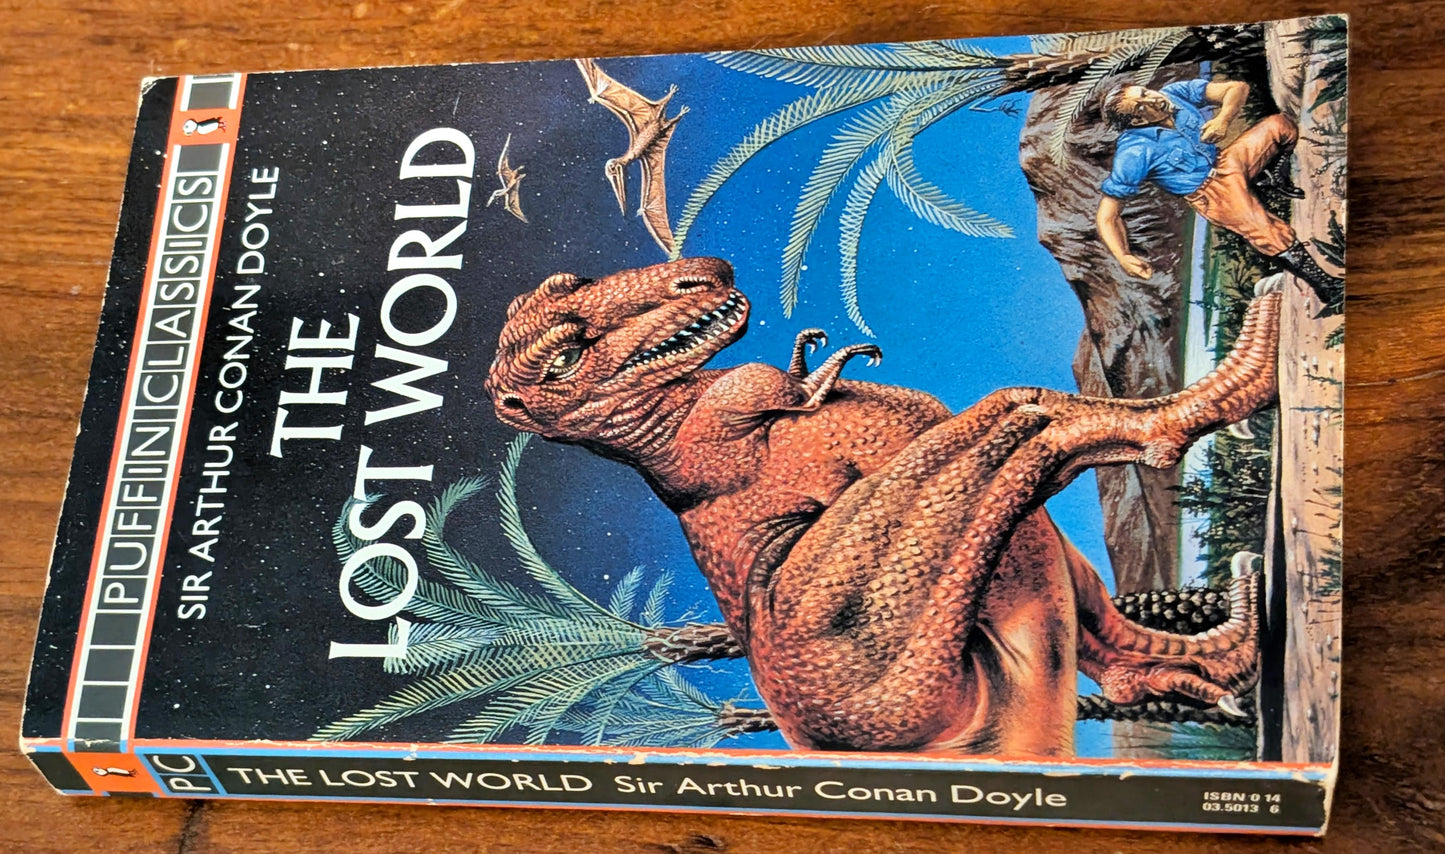 PUFFIN CLASSICS
SIR ARTHUR CONAN DOYLE
THE
LOST WORLD
PC
THE LOST WORLD Sir Arthur Conan Doyle
ISBN 0 14
03.5013 6